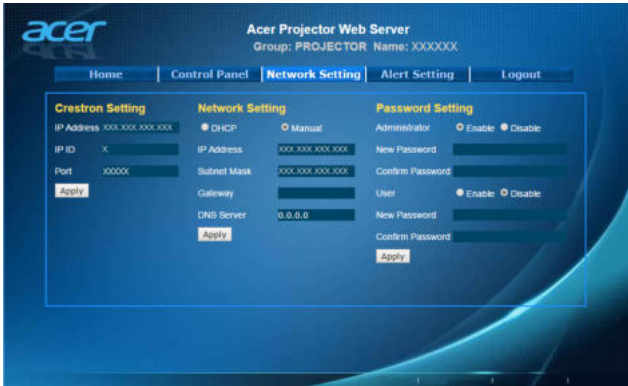 acer
Acer Projector Web Server
Group: PROJECTOR Name: XXXXXX
Home Control Panel Network Setting Alert Setting Logout
Crestron Setting
IP Address XXX.XXX.XXX.XXX
IP ID X
Port XXXXX
Apply
Network Setting
DHCP Manual
IP Address XXX.XXX.XXX.XXX
Subnet Mask XXX.XXX.XXX.XXX
Gateway
DNS Server 0.0.0.0
Apply
Password Setting
Administrator Enable Disable
New Password
Confirm Password
User Enable Disable
New Password
Confirm Password
Apply